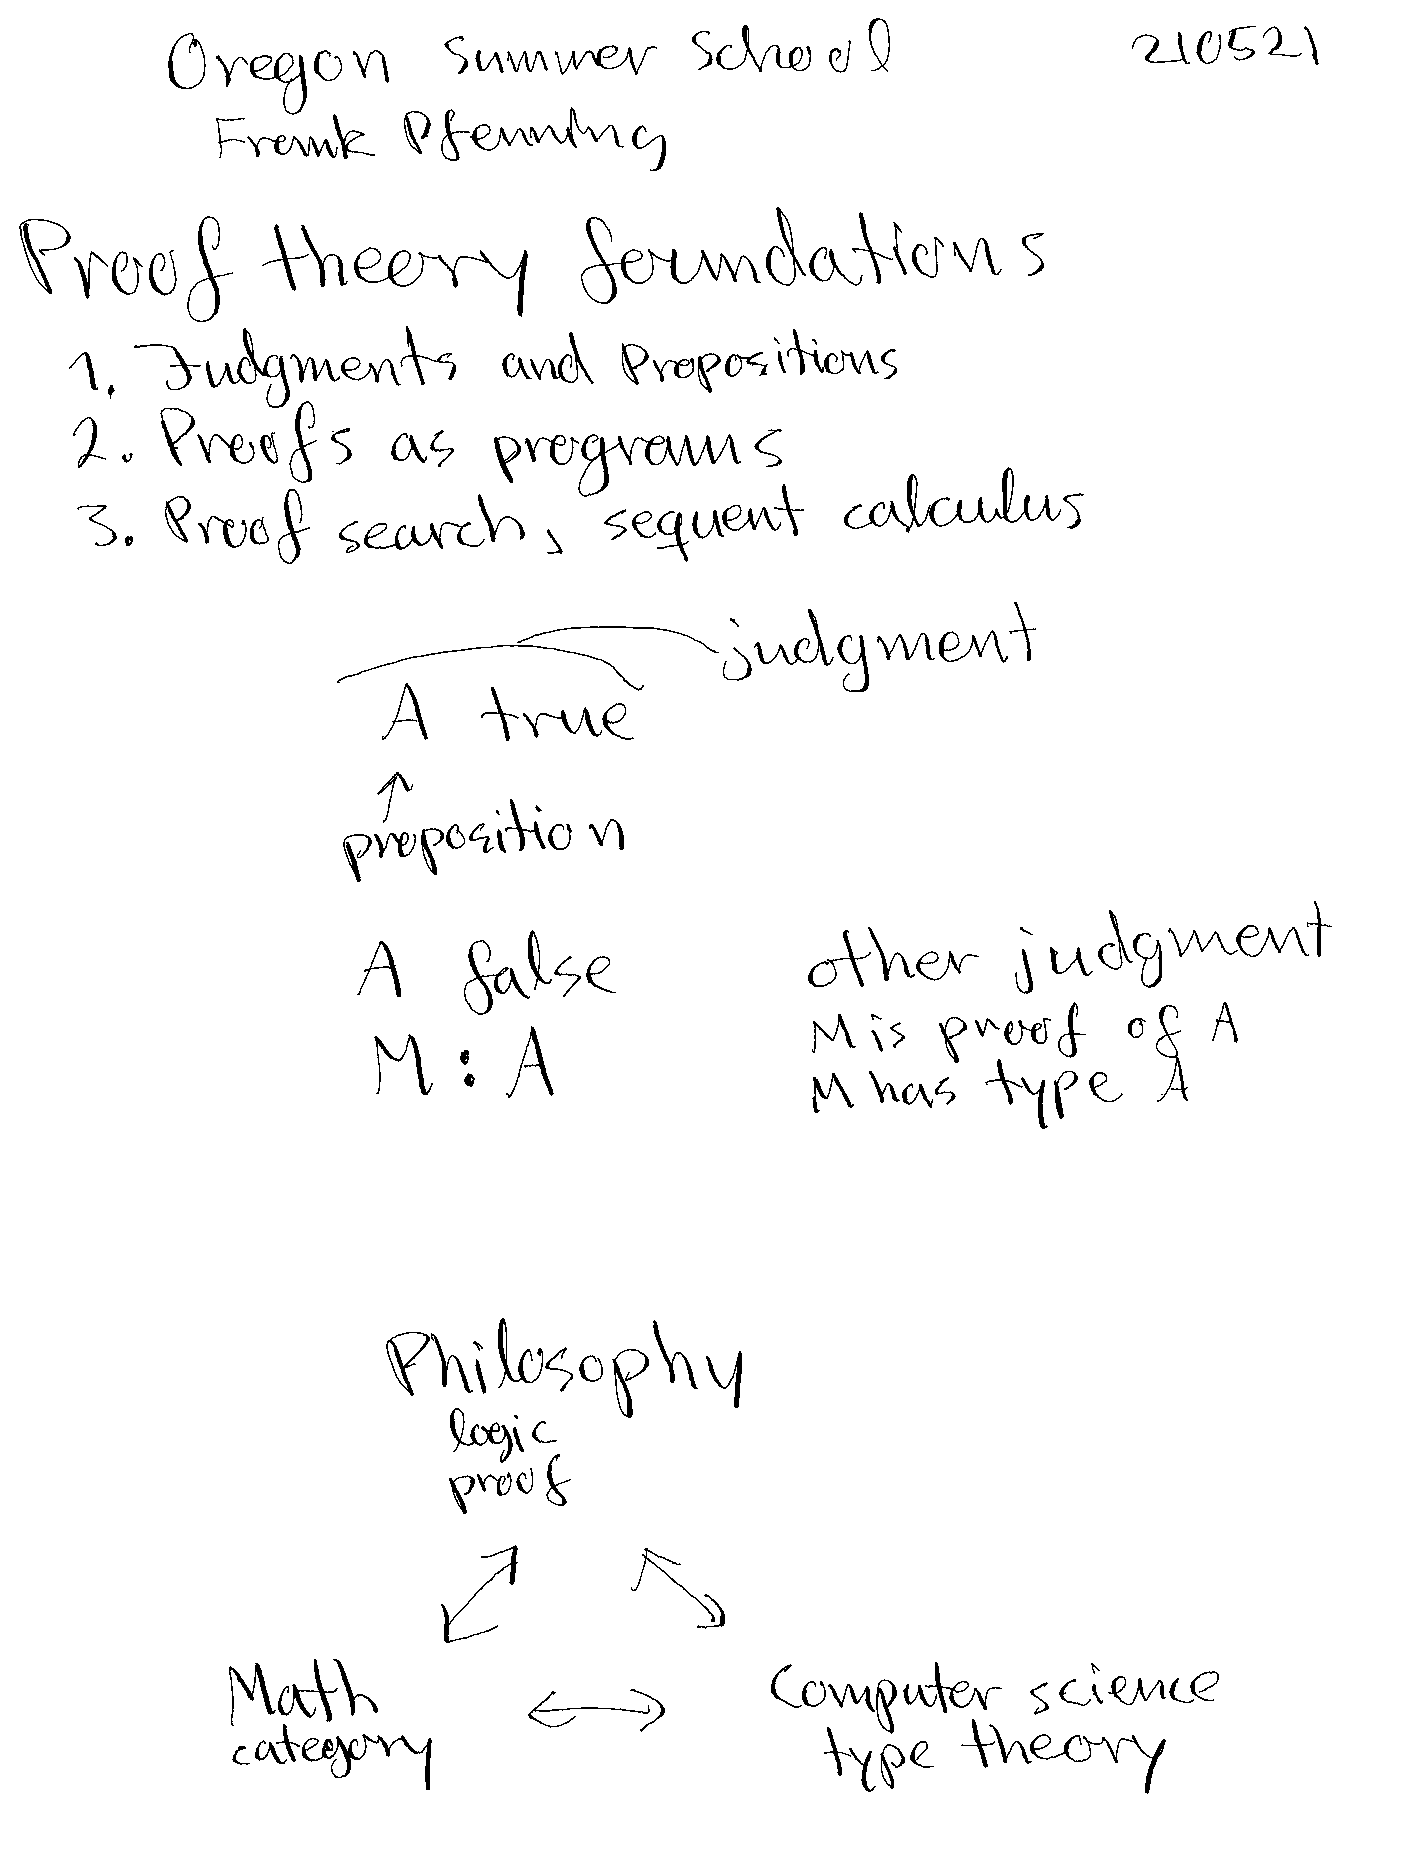 Oregon Summer School 210521
Frank Pfenning
Proof theory foundations
1. Judgments and Propositions
2. Proofs as programs
3. Proof search, sequent calculus
judgment
A true
↑
proposition
A false other judgment
M : A M is proof of A
M has type A
Philosophy
logic
proof
Math ↔ Computer science
category type theory